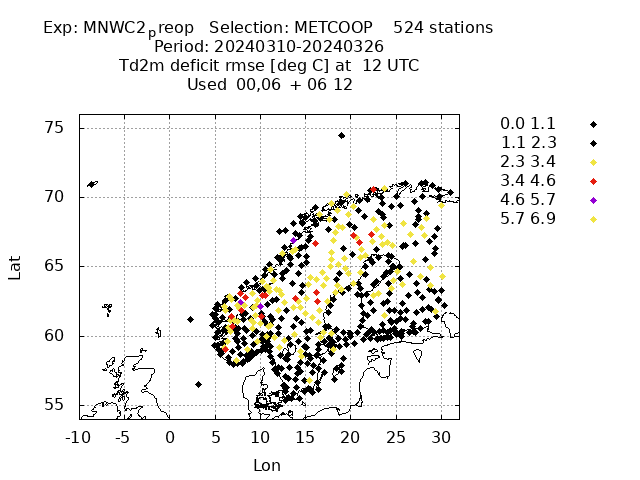 Exp: MNWC2preop   Selection: METCOOP    524 stations
Period: 20240310-20240326
Td2m deficit rmse [deg C] at  12 UTC
Used  00,06  + 06 12
0.0 1.1
1.1 2.3
2.3 3.4
3.4 4.6
4.6 5.7
5.7 6.9
75
70
65
60
55
Lat
-10 -5 0 5 10 15 20 25 30
Lon